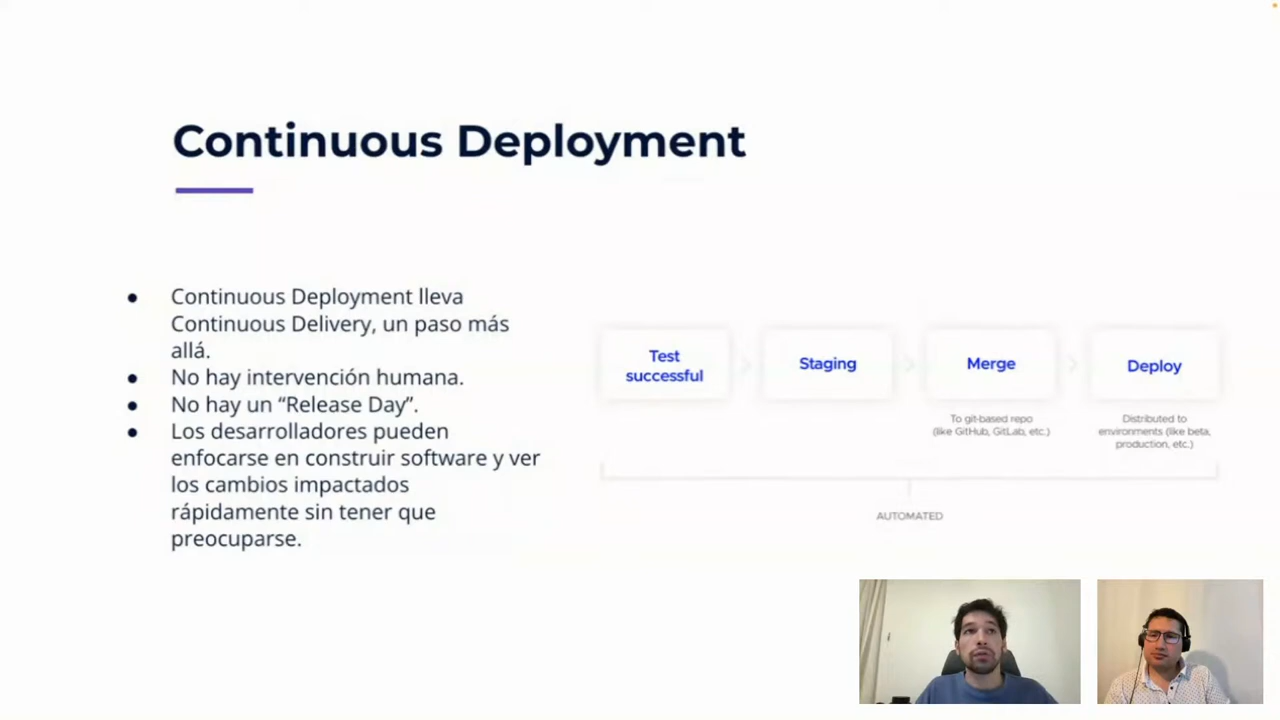 Continuous Deployment
● Continuous Deployment lleva
Continuous Delivery, un paso más
allá.
● No hay intervención humana.
● No hay un “Release Day”.
● Los desarrolladores pueden
enfocarse en construir software y ver
los cambios impactados
rápidamente sin tener que
preocuparse.
Test
successful
Staging
Merge
To git-based repo
(like GitHub, GitLab, etc.)
Deploy
Distributed to
environments (like beta,
production, etc.)
AUTOMATED